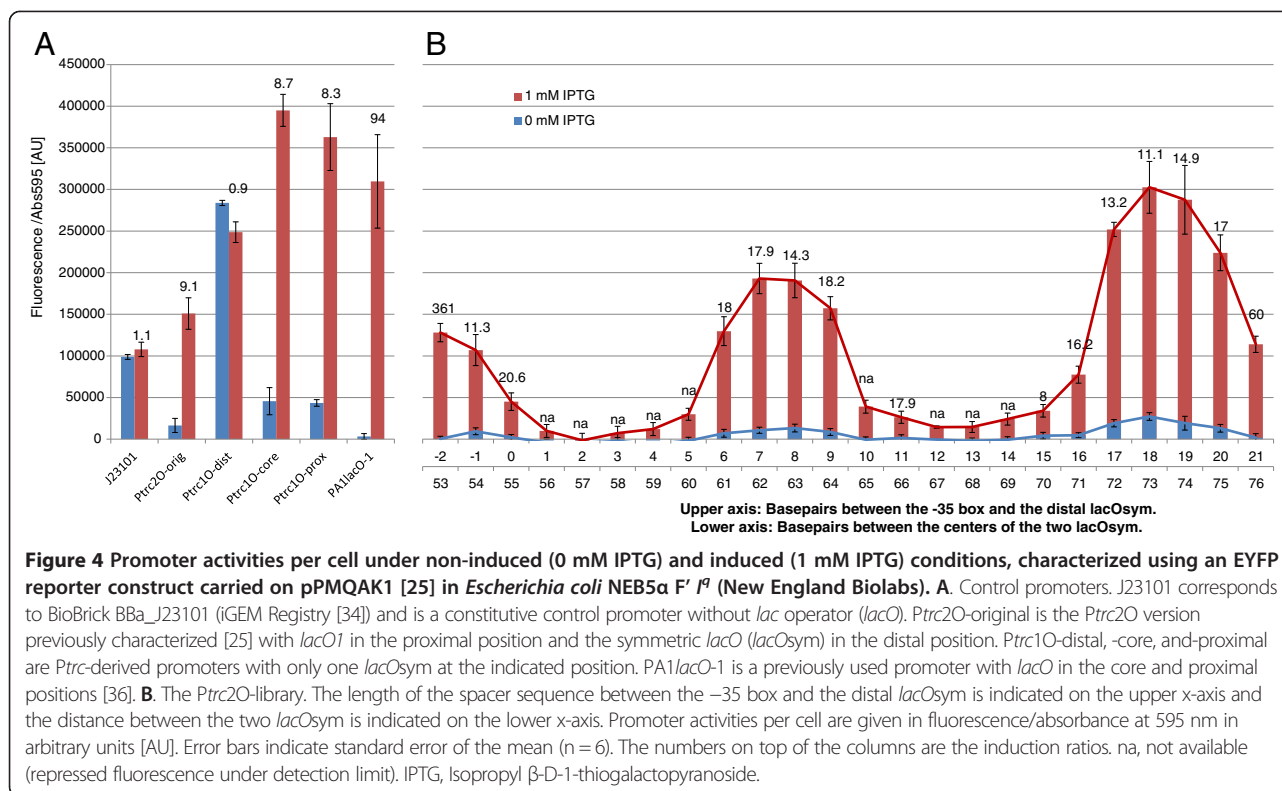 A
B
450000
400000
350000
300000
250000
200000
150000
100000
50000
0
Fluorescence /Abs595 [AU]
1.1
9.1
0.9
8.7
8.3
94
J23101
Ptrc2O-orig
Ptrc1O-dist
Ptrc1O-core
Ptrc1O-prox
PA1lacO-1
1 mM IPTG
0 mM IPTG
361
11.3
20.6
na
na
na
na
na
18
17.9
14.3
18.2
na
17.9
na
na
na
8
16.2
13.2
11.1
14.9
17
60
-2 -1 0 1 2 3 4 5 6 7 8 9 10 11 12 13 14 15 16 17 18 19 20 21
53 54 55 56 57 58 59 60 61 62 63 64 65 66 67 68 69 70 71 72 73 74 75 76
Upper axis: Basepairs between the -35 box and the distal lacOsym.
Lower axis: Basepairs between the centers of the two lacOsym.
Figure 4 Promoter activities per cell under non-induced (0 mM IPTG) and induced (1 mM IPTG) conditions, characterized using an EYFP
reporter construct carried on pPMQAK1 [25] in Escherichia coli NEB5α F’ Iq (New England Biolabs). A. Control promoters. J23101 corresponds
to BioBrick BBa_J23101 (iGEM Registry [34]) and is a constitutive control promoter without lac operator (lacO). Ptrc2O-original is the Ptrc2O version
previously characterized [25] with lacO1 in the proximal position and the symmetric lacO (lacOsym) in the distal position. Ptrc1O-distal, -core, and-proximal
are Ptrc-derived promoters with only one lacOsym at the indicated position. PA1lacO-1 is a previously used promoter with lacO in the core and proximal
positions [36]. B. The Ptrc2O-library. The length of the spacer sequence between the −35 box and the distal lacOsym is indicated on the upper x-axis and
the distance between the two lacOsym is indicated on the lower x-axis. Promoter activities per cell are given in fluorescence/absorbance at 595 nm in
arbitrary units [AU]. Error bars indicate standard error of the mean (n = 6). The numbers on top of the columns are the induction ratios. na, not available
(repressed fluorescence under detection limit). IPTG, Isopropyl β-D-1-thiogalactopyranoside.